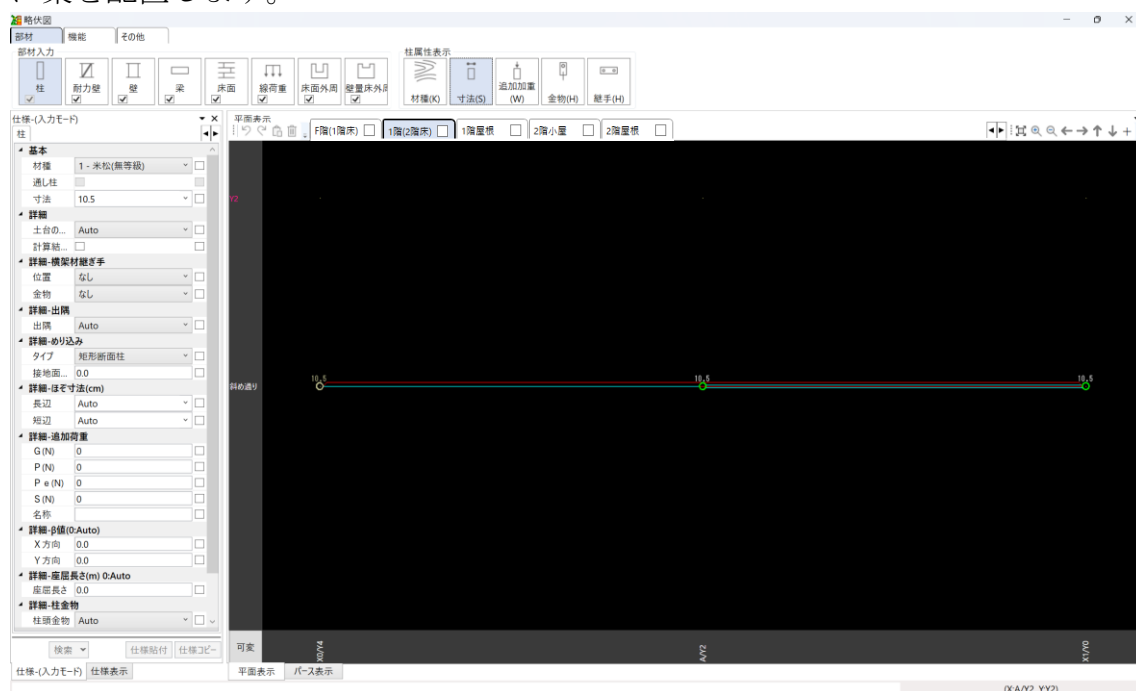 に梁を配置します。
略伏図
部材 機能 その他
部材入力 柱属性表示
柱 耐力壁 壁 梁 床面 線荷重 床面外周 壁量床外周 材種(K) 寸法(S) 追加加重(W) 金物(H) 継手(H)
仕様-(入力モード) 平面表示
柱 F階(1階床) 1階(2階床) 1階屋根 2階小屋 2階屋根
基本
材種 1 - 米松(無等級)
通し柱
寸法 10.5
詳細
土台の... Auto
計算結...
詳細-横架材継ぎ手
位置 なし
金物 なし
詳細-出隅
出隅 Auto
詳細-めり込み
タイプ 矩形断面柱
接地面... 0.0
詳細-ほぞ寸法(cm)
長辺 Auto
短辺 Auto
詳細-追加荷重
G (N) 0
P (N) 0
P e (N) 0
S (N) 0
名称
詳細-β値(0:Auto)
X 方向 0.0
Y 方向 0.0
詳細-座屈長さ(m) 0:Auto
座屈長さ 0.0
詳細-柱金物
柱頭金物 Auto
検索 仕様貼付 仕様コピー
仕様-(入力モード) 仕様表示
Y2
10.5 10.5 10.5
斜め通り
可変 X0/Y4 A/Y2 X1/Y0
平面表示 パース表示
(X:A/Y2, Y:Y2)